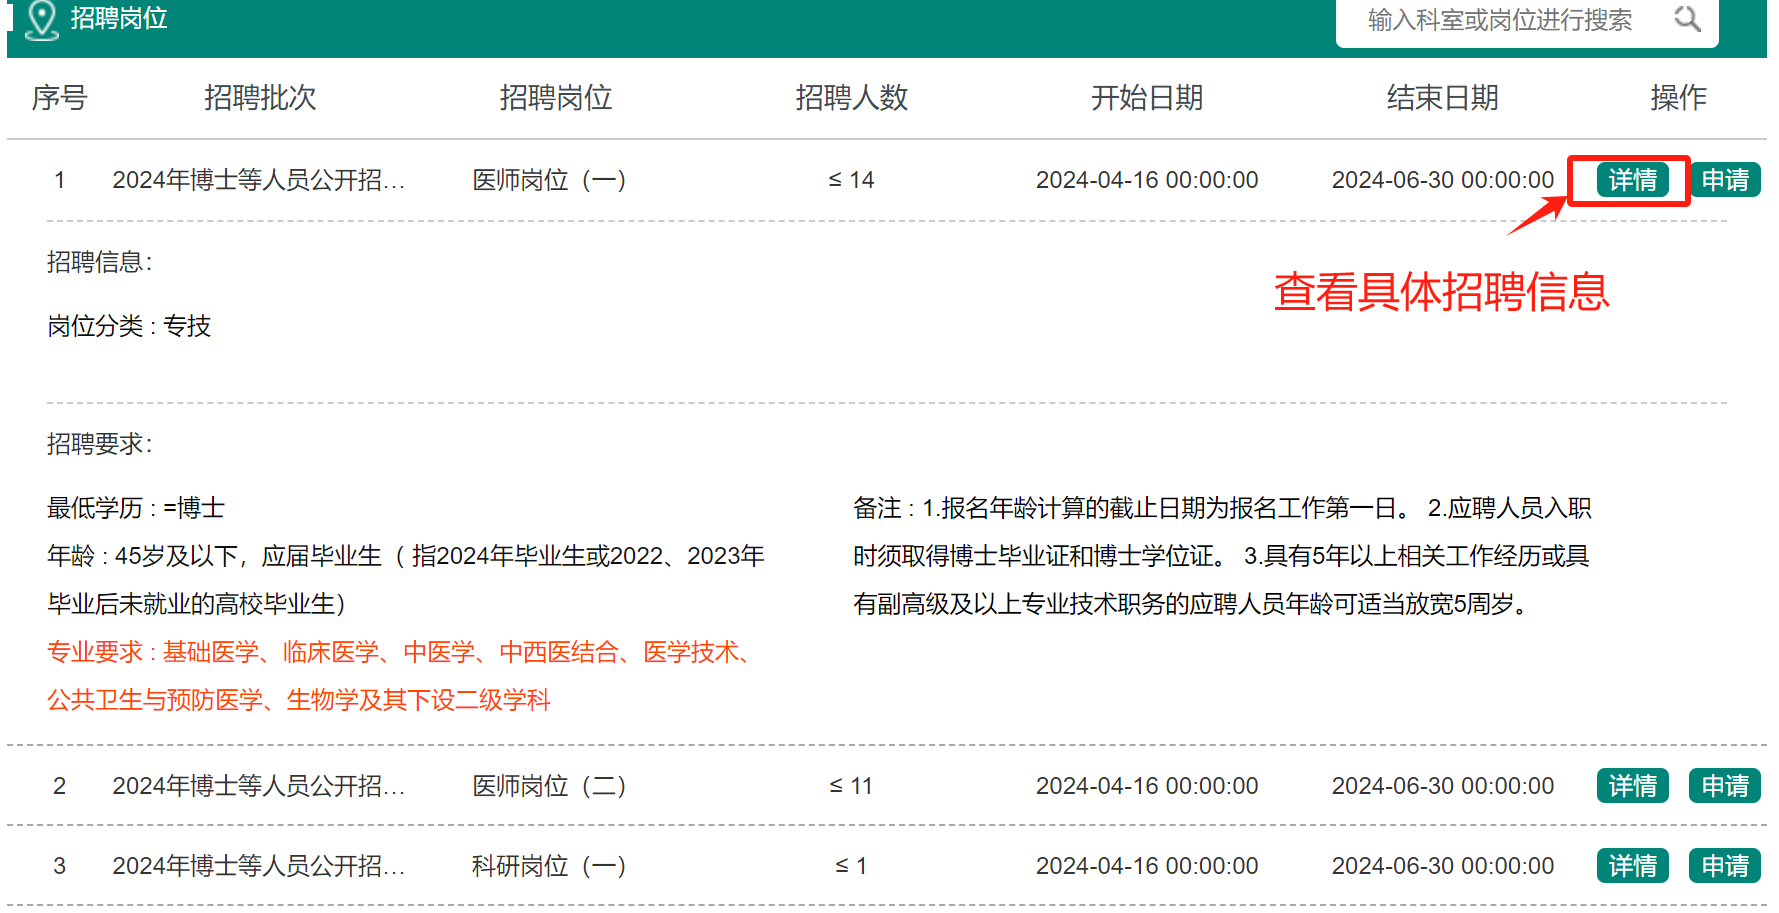 招聘岗位 输入科室或岗位进行搜索
序号 招聘批次 招聘岗位 招聘人数 开始日期 结束日期 操作
1 2024年博士等人员公开招... 医师岗位（一） ≤ 14 2024-04-16 00:00:00 2024-06-30 00:00:00 详情 申请
招聘信息：
查看具体招聘信息
岗位分类 : 专技
招聘要求：
最低学历 : =博士
年龄 : 45岁及以下，应届毕业生（ 指2024年毕业生或2022、2023年
毕业后未就业的高校毕业生）
专业要求 : 基础医学、临床医学、中医学、中西医结合、医学技术、
公共卫生与预防医学、生物学及其下设二级学科
备注 : 1.报名年龄计算的截止日期为报名工作第一日。 2.应聘人员入职
时须取得博士毕业证和博士学位证。 3.具有5年以上相关工作经历或具
有副高级及以上专业技术职务的应聘人员年龄可适当放宽5周岁。
2 2024年博士等人员公开招... 医师岗位（二） ≤ 11 2024-04-16 00:00:00 2024-06-30 00:00:00 详情 申请
3 2024年博士等人员公开招... 科研岗位（一） ≤ 1 2024-04-16 00:00:00 2024-06-30 00:00:00 详情 申请